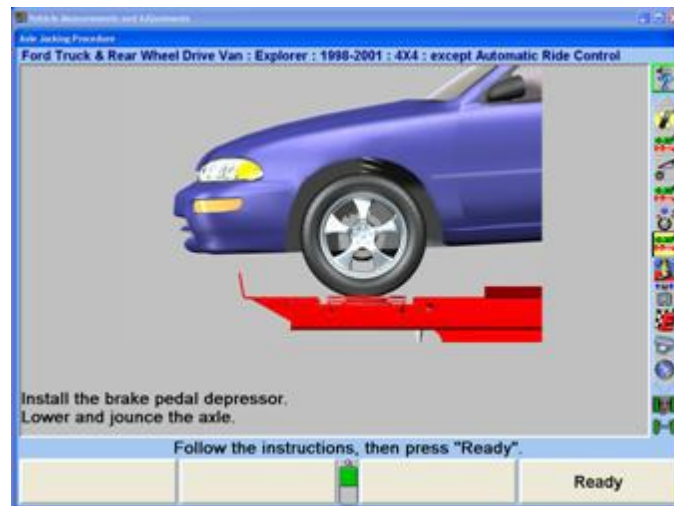 Vehicle Measurements and Adjustments
Axle Jacking Procedure
Ford Truck & Rear Wheel Drive Van : Explorer : 1998-2001 : 4X4 : except Automatic Ride Control
Install the brake pedal depressor.
Lower and jounce the axle.
Follow the instructions, then press "Ready".
Ready